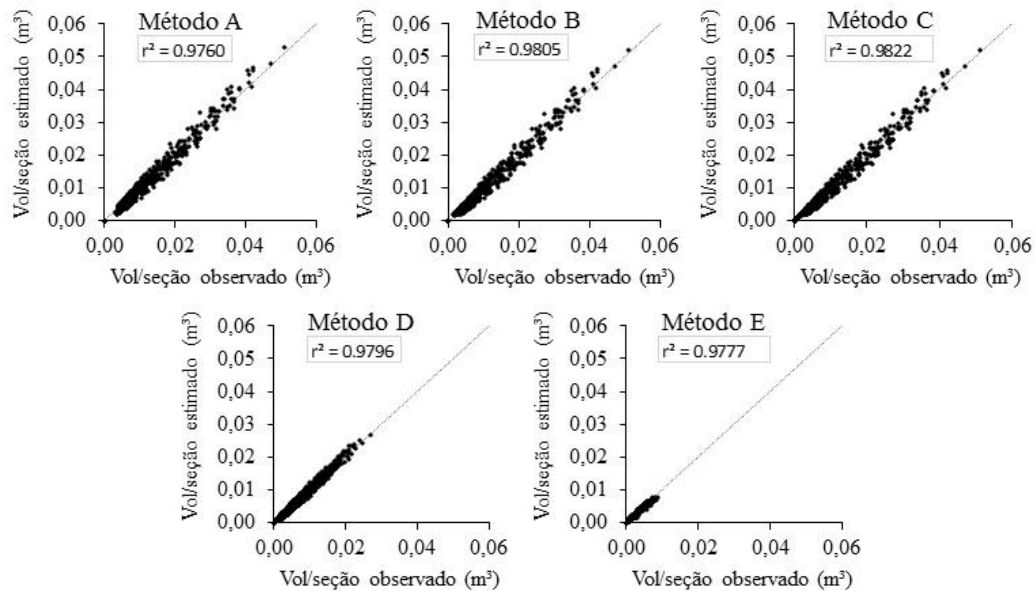 Método A
r² = 0.9760
Vol/seção estimado (m³)
0,06
0,05
0,04
0,03
0,02
0,01
0,00
0,00 0,02 0,04 0,06
Vol/seção observado (m³)
Método B
r² = 0.9805
Vol/seção estimado (m³)
0,06
0,05
0,04
0,03
0,02
0,01
0,00
0,00 0,02 0,04 0,06
Vol/seção observado (m³)
Método C
r² = 0.9822
Vol/seção estimado (m³)
0,06
0,05
0,04
0,03
0,02
0,01
0,00
0,00 0,02 0,04 0,06
Vol/seção observado (m³)
Método D
r² = 0.9796
Vol/seção estimado (m³)
0,06
0,05
0,04
0,03
0,02
0,01
0,00
0,00 0,02 0,04 0,06
Vol/seção observado (m³)
Método E
r² = 0.9777
Vol/seção estimado (m³)
0,06
0,05
0,04
0,03
0,02
0,01
0,00
0,00 0,02 0,04 0,06
Vol/seção observado (m³)